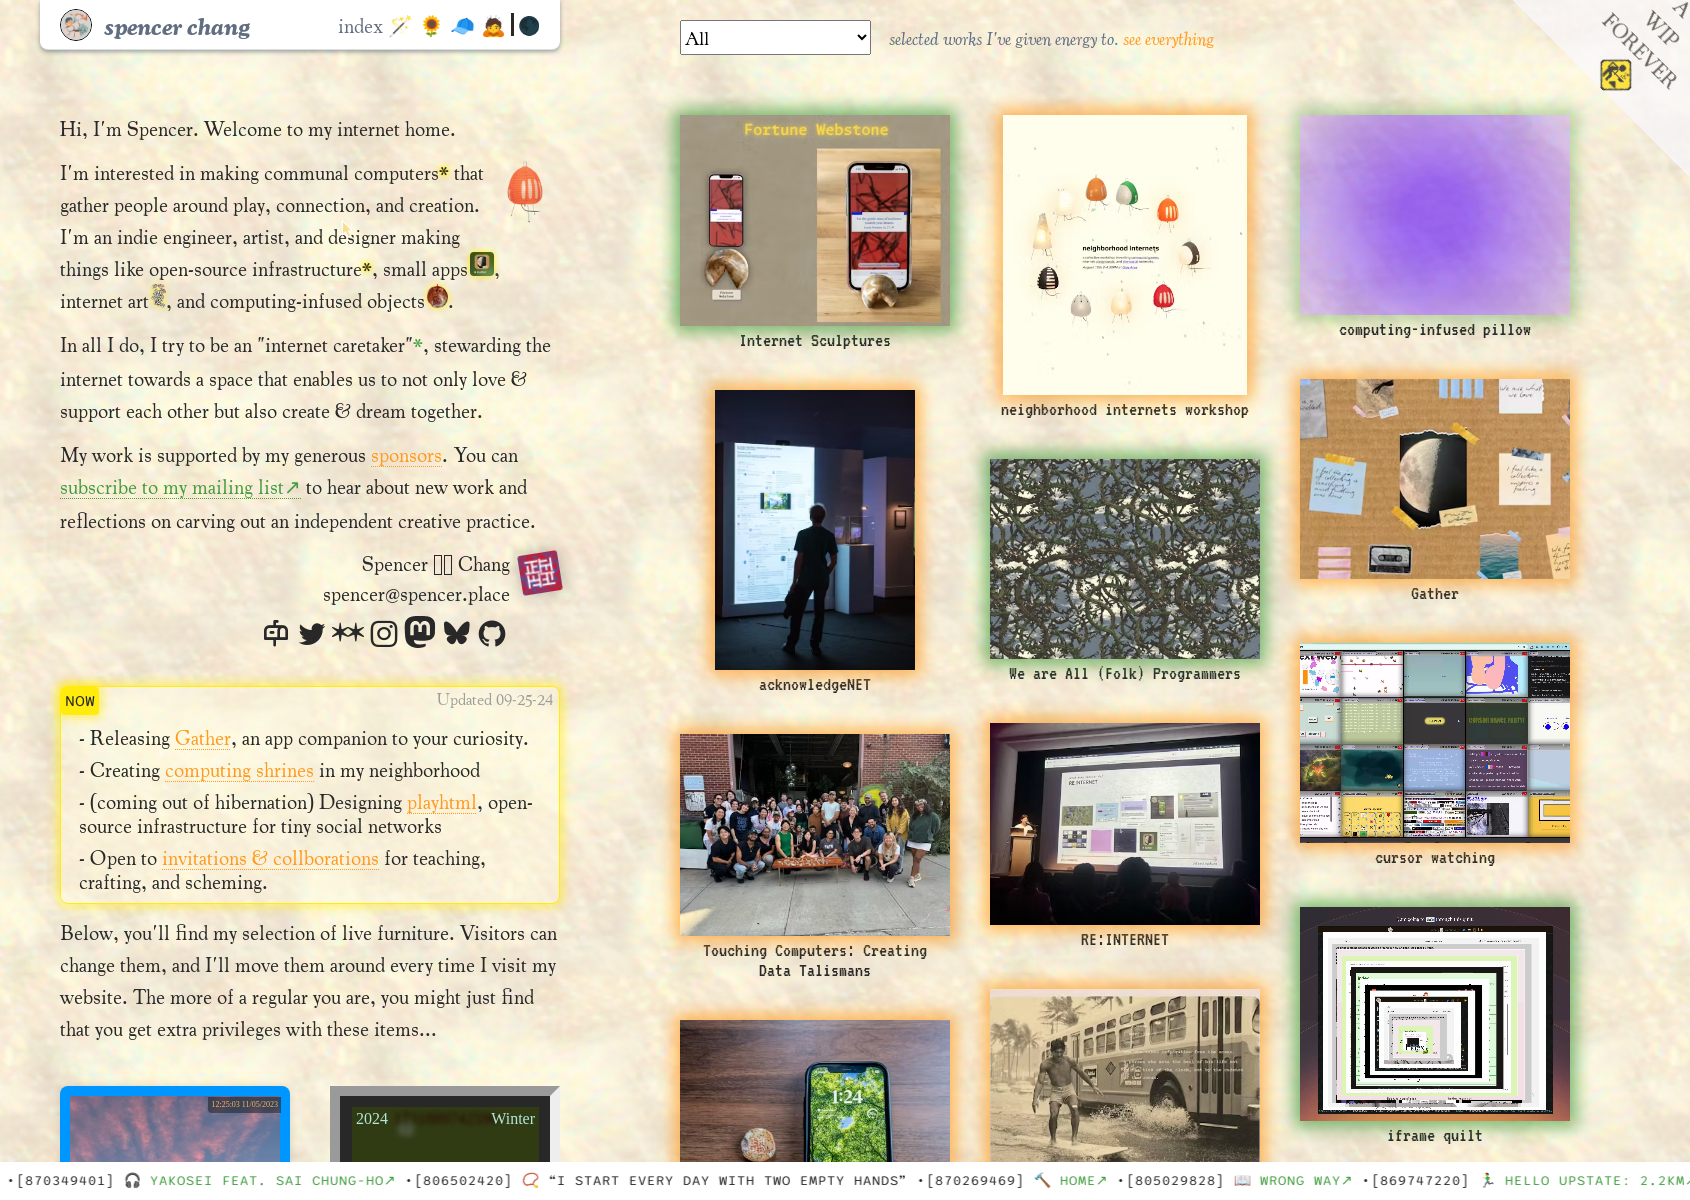 spencer chang
index
All
selected works I've given energy to. see everything
A WIP FOREVER
Hi, I'm Spencer. Welcome to my internet home.
I'm interested in making communal computers* that
gather people around play, connection, and creation.
I'm an indie engineer, artist, and designer making
things like open-source infrastructure*, small apps,
internet art, and computing-infused objects.
In all I do, I try to be an "internet caretaker"*, stewarding the
internet towards a space that enables us to not only love &
support each other but also create & dream together.
My work is supported by my generous sponsors. You can
subscribe to my mailing list↗ to hear about new work and
reflections on carving out an independent creative practice.
Spencer Chang
spencer@spencer.place
NOW
Updated 09-25-24
- Releasing Gather, an app companion to your curiosity.
- Creating computing shrines in my neighborhood
- (coming out of hibernation) Designing playhtml, open-
source infrastructure for tiny social networks
- Open to invitations & collborations for teaching,
crafting, and scheming.
Below, you'll find my selection of live furniture. Visitors can
change them, and I'll move them around every time I visit my
website. The more of a regular you are, you might just find
that you get extra privileges with these items...
12:25:03 11/05/2023
2024 Winter
Fortune Webstone
Internet Sculptures
neighborhood internets
neighborhood internets workshop
computing-infused pillow
acknowledgeNET
We are All (Folk) Programmers
Gather
Touching Computers: Creating
Data Talismans
RE:INTERNET
cursor watching
1:24
iframe quilt
•[870349401] YAKOSEI FEAT. SAI CHUNG-HO↗ •[806502420] “I START EVERY DAY WITH TWO EMPTY HANDS” •[870269469] HOME↗ •[805029828] WRONG WAY↗ •[869747220] HELLO UPSTATE: 2.2KM